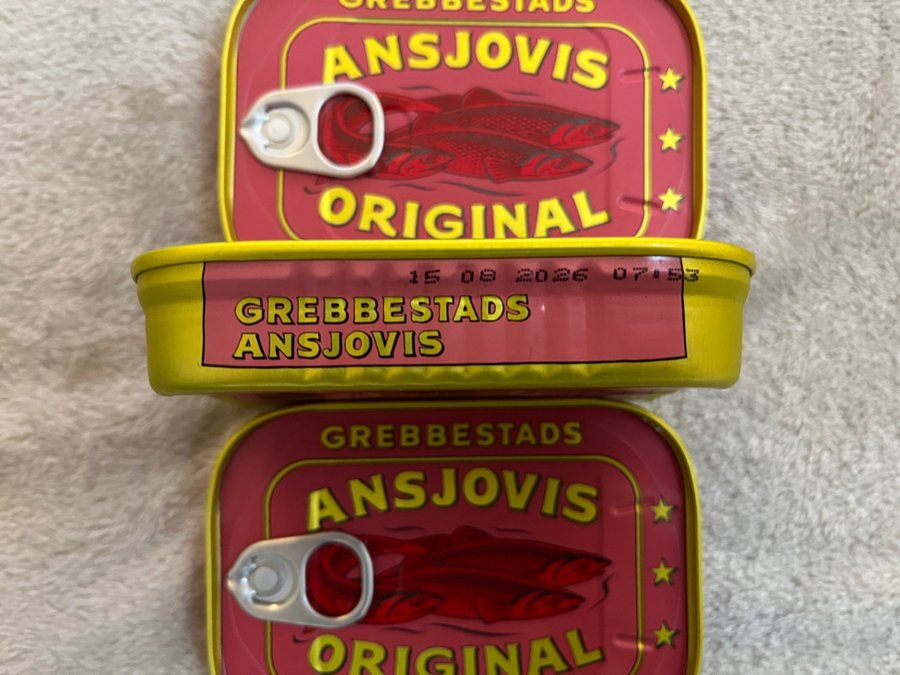 GREBBESTADS
ANSJOVIS
ORIGINAL
15 08 2026 07:53
GREBBESTADS
ANSJOVIS
GREBBESTADS
ANSJOVIS
ORIGINAL